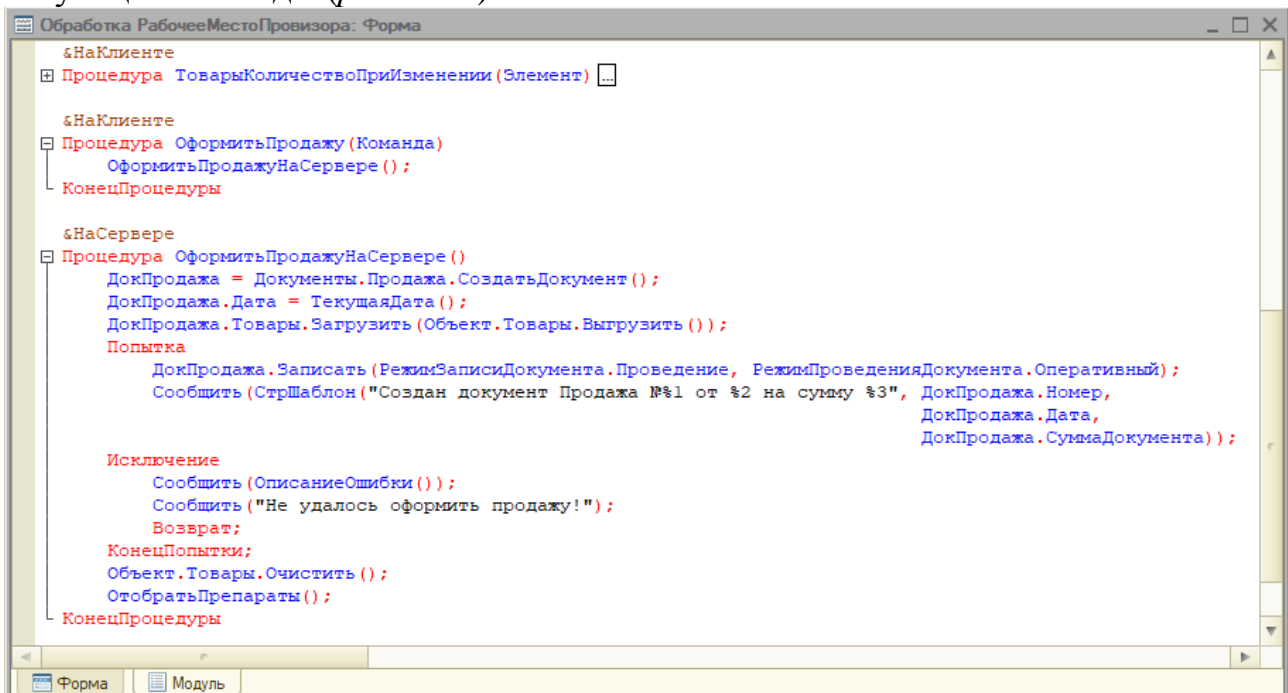 Обработка РабочееМестоПровизора: Форма
&НаКлиенте
Процедура ТоварыКоличествоПриИзменении(Элемент) ...
&НаКлиенте
Процедура ОформитьПродажу(Команда)
ОформитьПродажуНаСервере();
КонецПроцедуры
&НаСервере
Процедура ОформитьПродажуНаСервере()
ДокПродажа = Документы.Продажа.СоздатьДокумент();
ДокПродажа.Дата = ТекущаяДата();
ДокПродажа.Товары.Загрузить(Объект.Товары.Выгрузить());
Попытка
ДокПродажа.Записать(РежимЗаписиДокумента.Проведение, РежимПроведенияДокумента.Оперативный);
Сообщить(СтрШаблон("Создан документ Продажа №%1 от %2 на сумму %3", ДокПродажа.Номер,
ДокПродажа.Дата,
ДокПродажа.СуммаДокумента));
Исключение
Сообщить(ОписаниеОшибки());
Сообщить("Не удалось оформить продажу!");
Возврат;
КонецПопытки;
Объект.Товары.Очистить();
ОтобратьПрепараты();
КонецПроцедуры
Форма Модуль